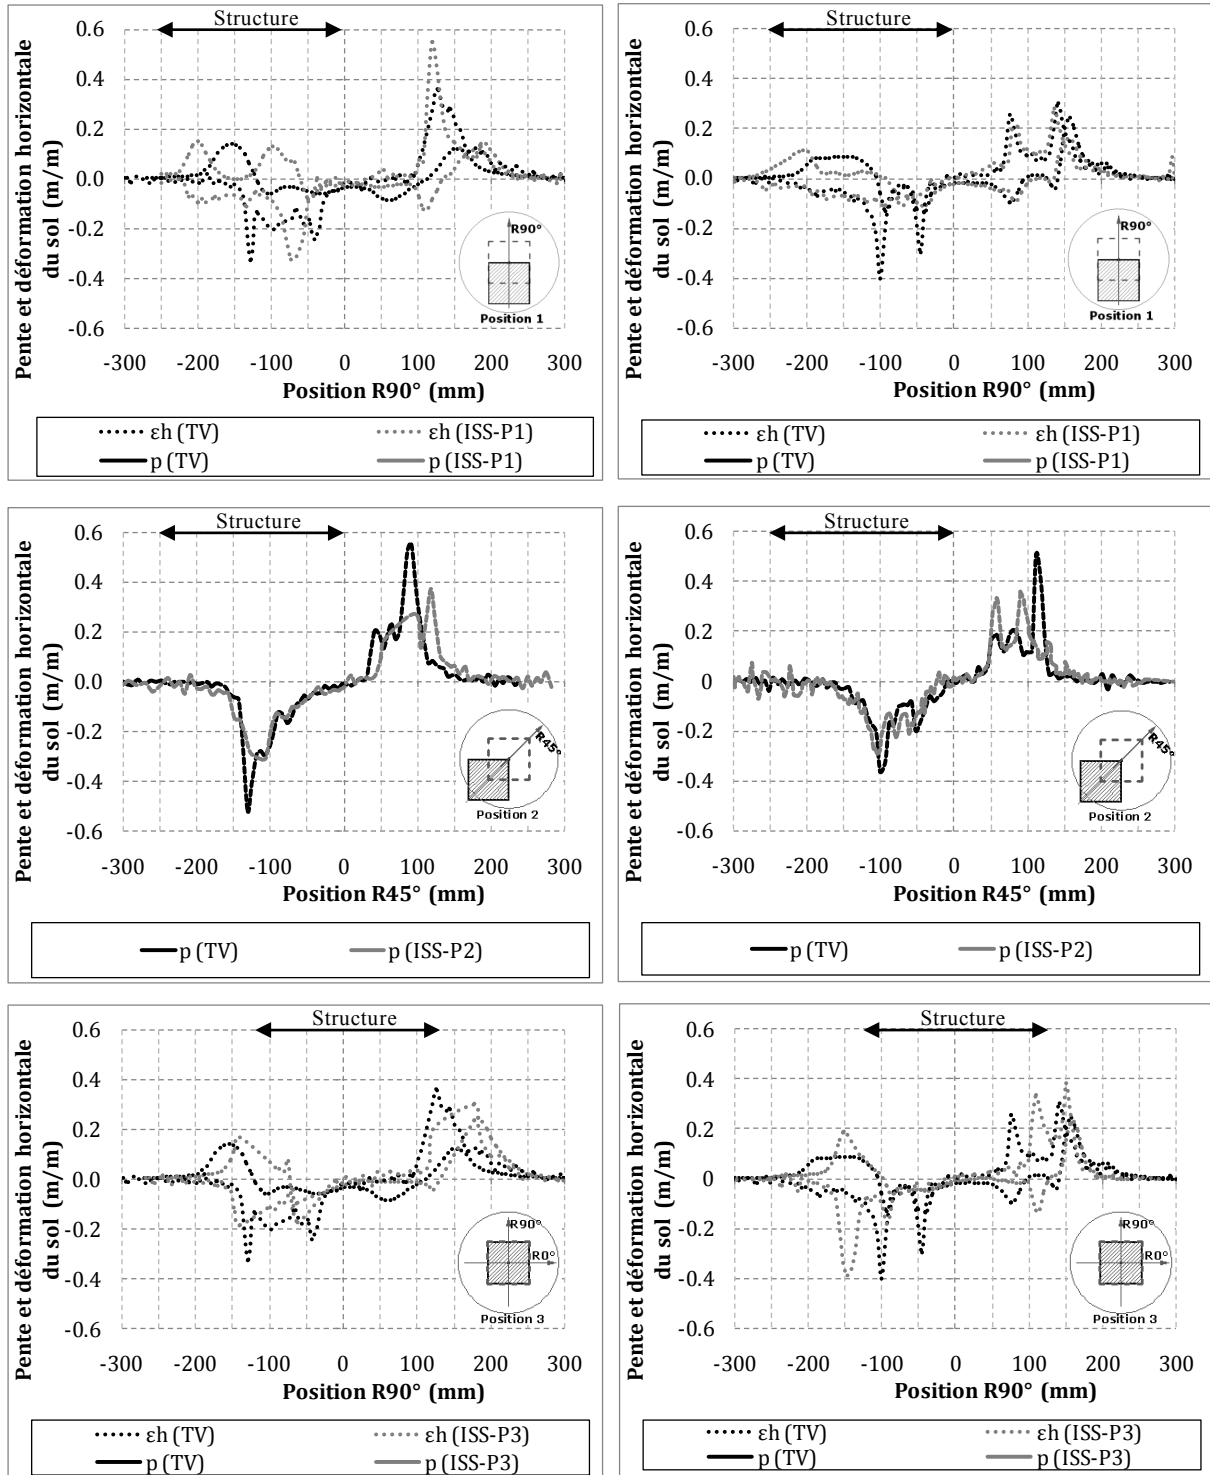 Structure
Pente et déformation horizontale
du sol (m/m)
0.6
0.4
0.2
0.0
-0.2
-0.4
-0.6
R90°
Position 1
-300 -200 -100 0 100 200 300
Position R90° (mm)
εh (TV) εh (ISS-P1)
p (TV) p (ISS-P1)
Structure
Pente et déformation horizontale
du sol (m/m)
0.6
0.4
0.2
0.0
-0.2
-0.4
-0.6
R90°
Position 1
-300 -200 -100 0 100 200 300
Position R90° (mm)
εh (TV) εh (ISS-P1)
p (TV) p (ISS-P1)
Structure
Pente et déformation horizontale
du sol (m/m)
0.6
0.4
0.2
0.0
-0.2
-0.4
-0.6
R45°
Position 2
-300 -200 -100 0 100 200 300
Position R45° (mm)
p (TV) p (ISS-P2)
Structure
Pente et déformation horizontale
du sol (m/m)
0.6
0.4
0.2
0.0
-0.2
-0.4
-0.6
R45°
Position 2
-300 -200 -100 0 100 200 300
Position R45° (mm)
p (TV) p (ISS-P2)
Structure
Pente et déformation horizontale
du sol (m/m)
0.6
0.4
0.2
0.0
-0.2
-0.4
-0.6
R90°
R0°
Position 3
-300 -200 -100 0 100 200 300
Position R90° (mm)
εh (TV) εh (ISS-P3)
p (TV) p (ISS-P3)
Structure
Pente et déformation horizontale
du sol (m/m)
0.6
0.4
0.2
0.0
-0.2
-0.4
-0.6
R90°
R0°
Position 3
-300 -200 -100 0 100 200 300
Position R90° (mm)
εh (TV) εh (ISS-P3)
p (TV) p (ISS-P3)